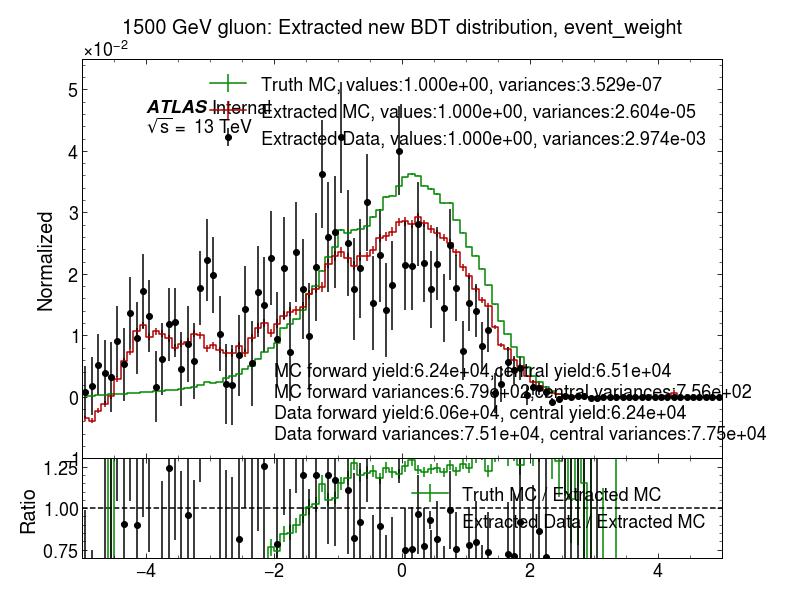 1500 GeV gluon: Extracted new BDT distribution, event_weight
×10⁻²
Truth MC, values:1.000e+00, variances:3.529e-07
ATLAS Internal
Extracted MC, values:1.000e+00, variances:2.604e-05
√s = 13 TeV
Extracted Data, values:1.000e+00, variances:2.974e-03
5
4
3
2
1
0
Normalized
MC forward yield:6.24e+04, central yield:6.51e+04
MC forward variances:6.79e+02, central variances:7.56e+02
Data forward yield:6.06e+04, central yield:6.24e+04
Data forward variances:7.51e+04, central variances:7.75e+04
1.25
1.00
0.75
Ratio
Truth MC / Extracted MC
Extracted Data / Extracted MC
−4 −2 0 2 4